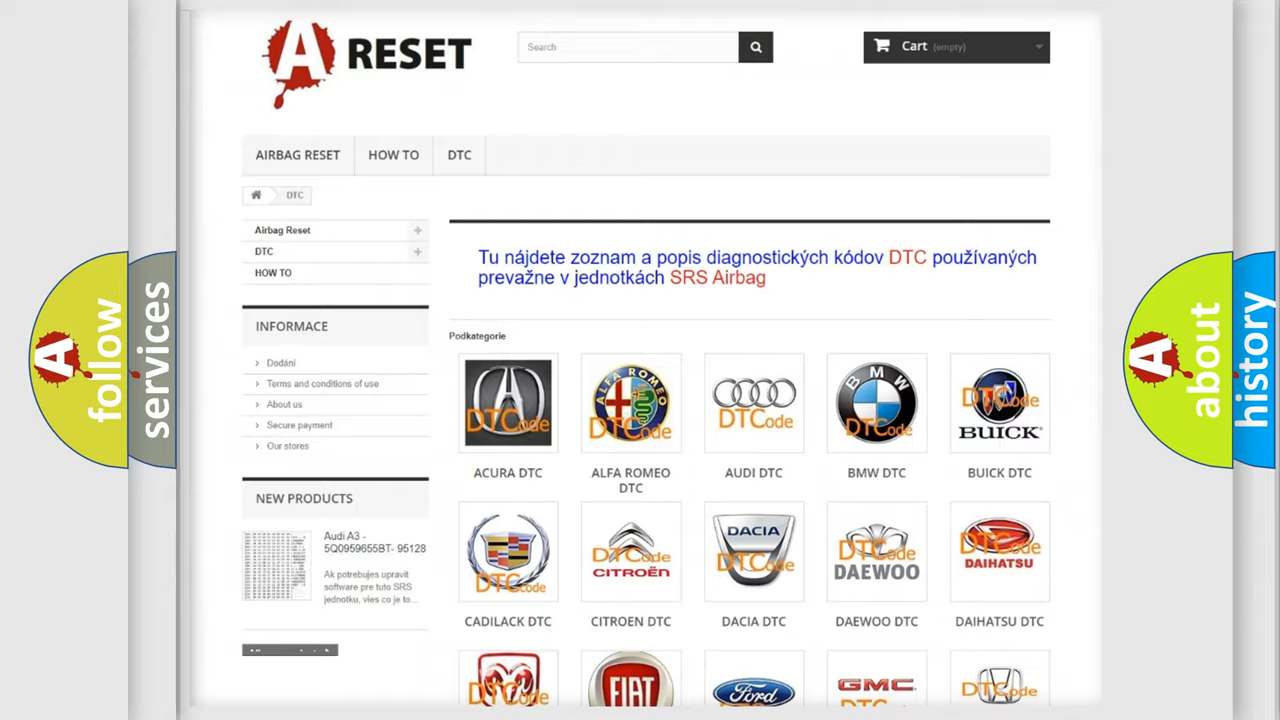 A RESET
Search
Cart (empty)
AIRBAG RESET
HOW TO
DTC
DTC
Airbag Reset
DTC
HOW TO
INFORMACE
Dodání
Terms and conditions of use
About us
Secure payment
Our stores
NEW PRODUCTS
Audi A3 -
5Q0959655BT- 95128
Ak potrebujes upravit
software pre tuto SRS
jednotku, vies co je to...
Tu nájdete zoznam a popis diagnostických kódov DTC používaných
prevažne v jednotkách SRS Airbag
Podkategorie
DTCode
ALFA ROMEO
DTCode
DTCode
BMW
DTCode
DTCode
BUICK
ACURA DTC
ALFA ROMEO
DTC
AUDI DTC
BMW DTC
BUICK DTC
DTCode
DTCode
CITROËN
DACIA
DTCode
DTCode
DAEWOO
DTCode
DAIHATSU
CADILACK DTC
CITROEN DTC
DACIA DTC
DAEWOO DTC
DAIHATSU DTC
DTCode
FIAT
Ford
GMC
DTCode
A follow
services
A about
history